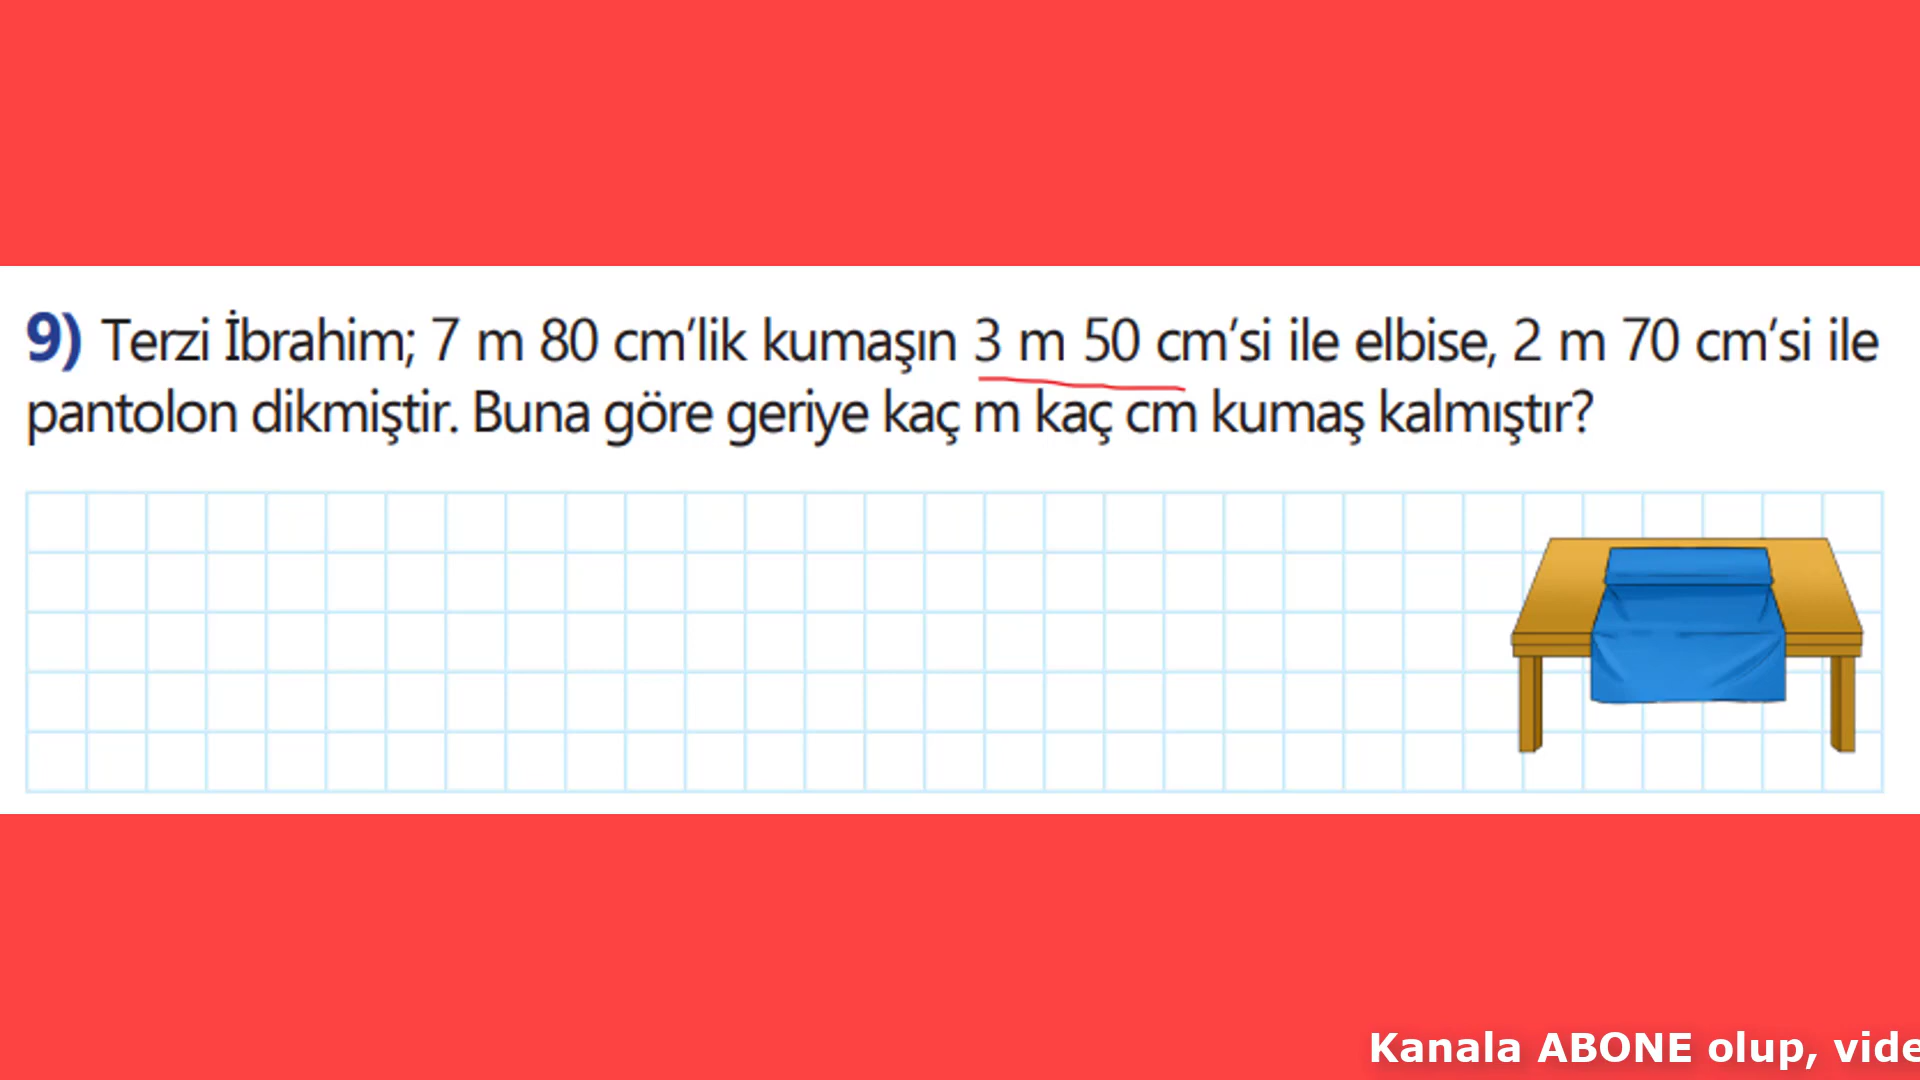 9) Terzi İbrahim; 7 m 80 cm’lik kumaşın 3 m 50 cm’si ile elbise, 2 m 70 cm’si ile
pantolon dikmiştir. Buna göre geriye kaç m kaç cm kumaş kalmıştır?
Kanala ABONE olup,